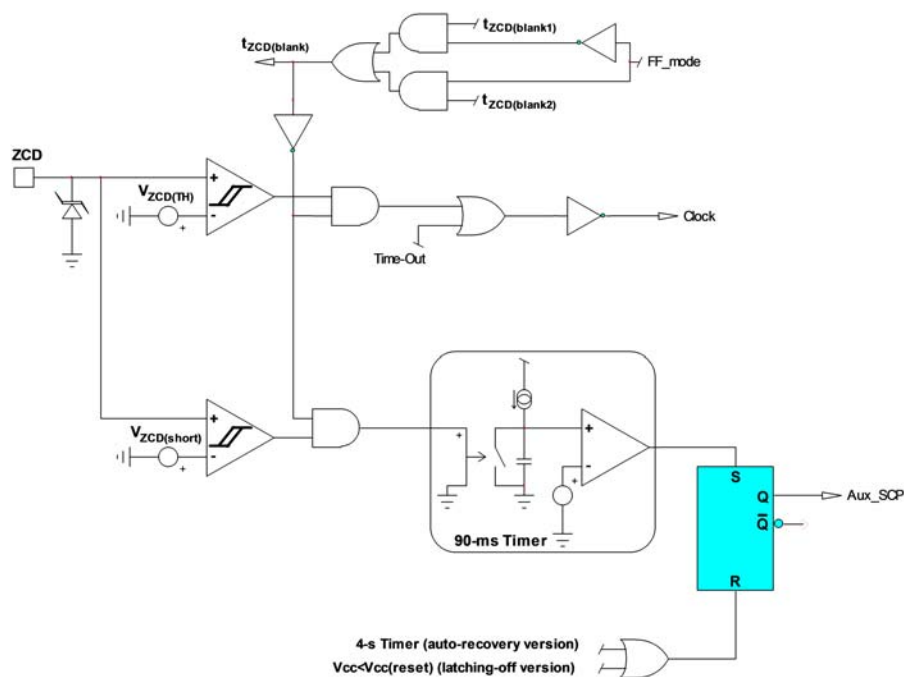 tZCD(blank1)
tZCD(blank)
FF_mode
tZCD(blank2)
ZCD
+
VZCD(TH)
-
+
Clock
Time-Out
+
VZCD(short)
-
+
+
+
-
+
90-ms Timer
S
Q
Aux_SCP
Q̅
R
4-s Timer (auto-recovery version)
Vcc<Vcc(reset) (latching-off version)